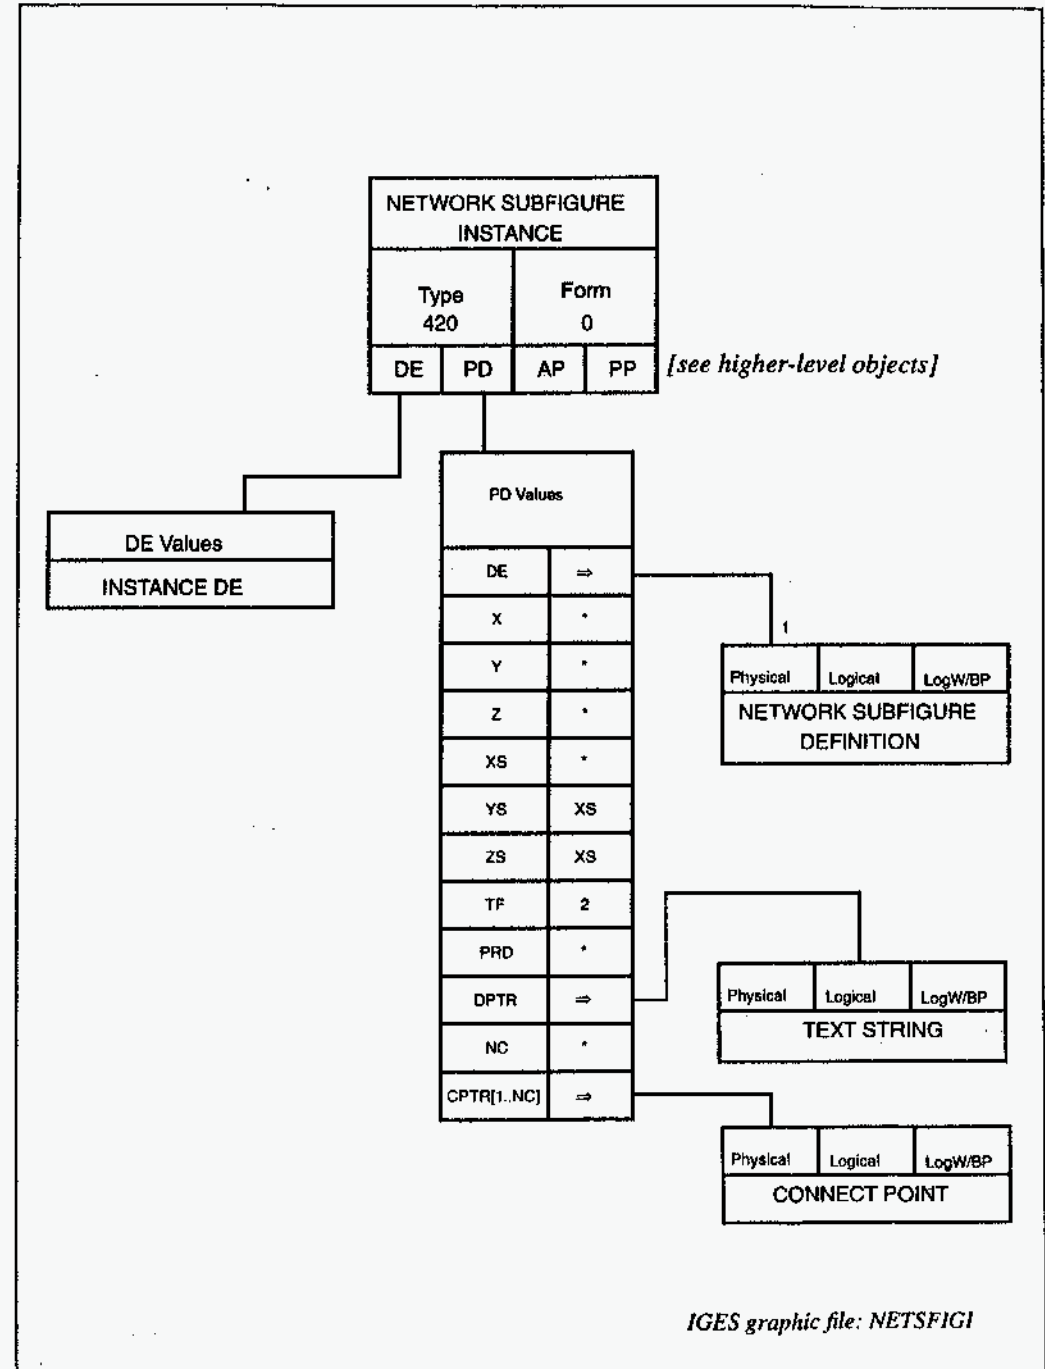 NETWORK SUBFIGURE
INSTANCE
Type Form
420 0
DE PD AP PP [see higher-level objects]
PD Values
DE Values
INSTANCE DE
DE ⇒
X *
1
Y *
Physical Logical LogW/BP
NETWORK SUBFIGURE
DEFINITION
Z *
XS *
YS XS
ZS XS
TF 2
PRD *
DPTR ⇒
Physical Logical LogW/BP
TEXT STRING
NC *
CPTR[1..NC] ⇒
Physical Logical LogW/BP
CONNECT POINT
IGES graphic file: NETSFIGI